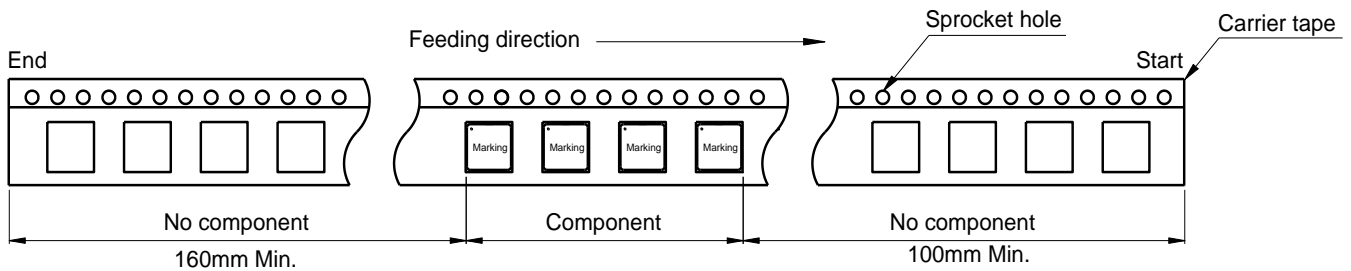 Sprocket hole
Carrier tape
Feeding direction
End
Start
Marking
Marking
Marking
Marking
No component
Component
No component
160mm Min.
100mm Min.